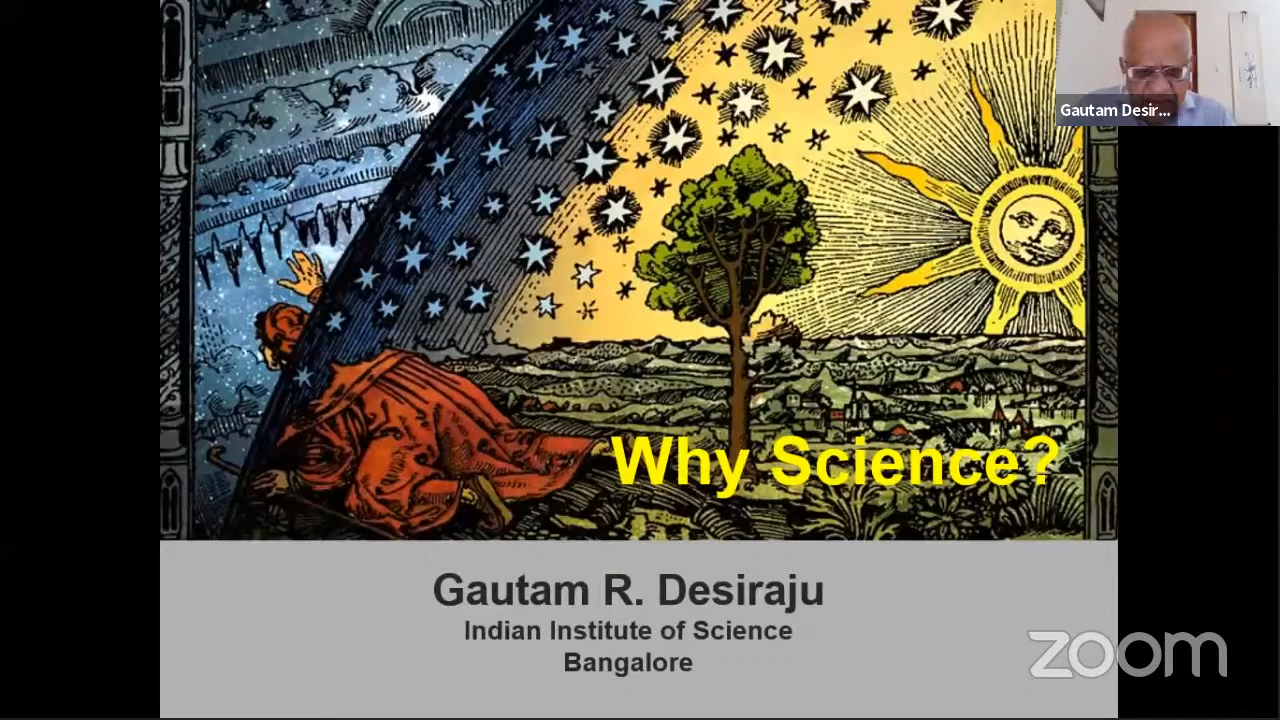 Gautam Desir...
Why Science?
Gautam R. Desiraju
Indian Institute of Science
Bangalore
zoom